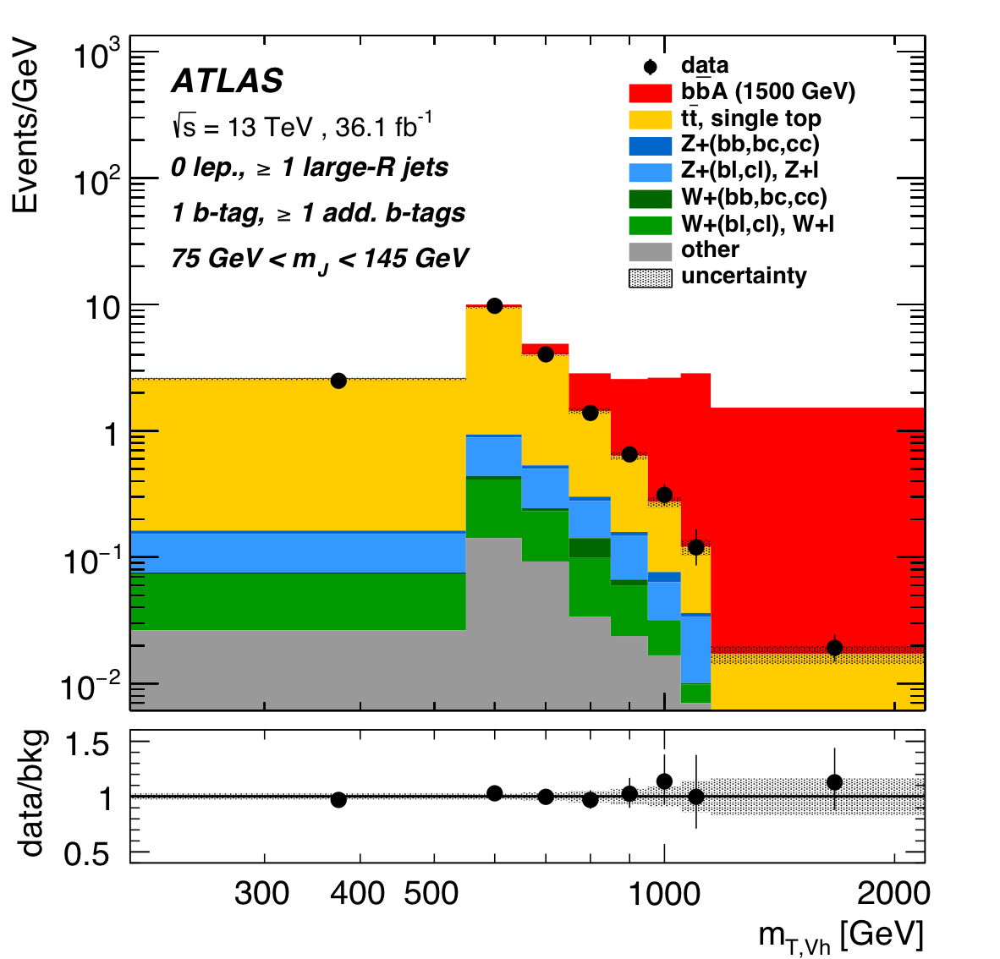 Events/GeV
10³
10²
10
1
10⁻¹
10⁻²
ATLAS
√s = 13 TeV , 36.1 fb⁻¹
0 lep., ≥ 1 large-R jets
1 b-tag, ≥ 1 add. b-tags
75 GeV < m_J < 145 GeV
data
bb̅A (1500 GeV)
tt̅, single top
Z+(bb,bc,cc)
Z+(bl,cl), Z+l
W+(bb,bc,cc)
W+(bl,cl), W+l
other
uncertainty
data/bkg
1.5
1
0.5
300 400 500 1000 2000
m_T,Vh [GeV]